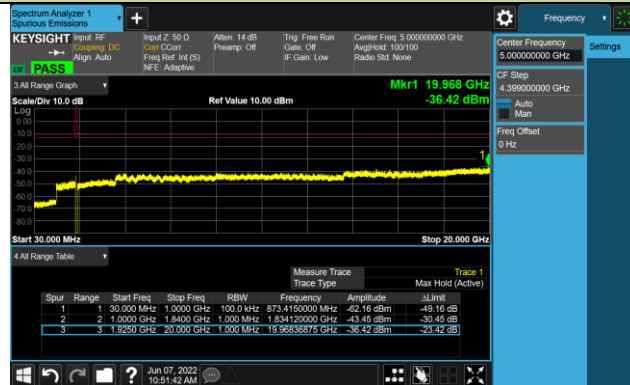 Spectrum Analyzer 1
Spurious Emissions
Frequency
KEYSIGHT
Input: RF
Coupling: DC
Align: Auto
Input Z: 50 Ω
Corr CCorr
Freq Ref: Int (S)
NFE: Adaptive
Atten: 14 dB
Preamp: Off
Trig: Free Run
Gate: Off
IF Gain: Low
Center Freq: 5.000000000 GHz
Avg|Hold: 100/100
Radio Std: None
PASS
Center Frequency
5.000000000 GHz
Settings
CF Step
4.399000000 GHz
Auto
Man
Freq Offset
0 Hz
3 All Range Graph
Mkr1 19.968 GHz
-36.42 dBm
Scale/Div 10.0 dB
Ref Value 10.00 dBm
Log
0.00
-10.0
-20.0
-30.0
-40.0
-50.0
-60.0
-70.0
-80.0
1
Start 30.000 MHz
Stop 20.000 GHz
4 All Range Table
Measure Trace Trace 1
Trace Type Max Hold (Active)
Spur Range Start Freq Stop Freq RBW Frequency Amplitude ΔLimit
1 1 30.000 MHz 1.0000 GHz 100.0 kHz 873.4150000 MHz -62.16 dBm -49.16 dB
2 2 1.0000 GHz 1.8400 GHz 1.000 MHz 1.834120000 GHz -43.45 dBm -30.45 dB
3 3 1.9250 GHz 20.000 GHz 1.000 MHz 19.96836875 GHz -36.42 dBm -23.42 dB
Jun 07, 2022
10:51:42 AM